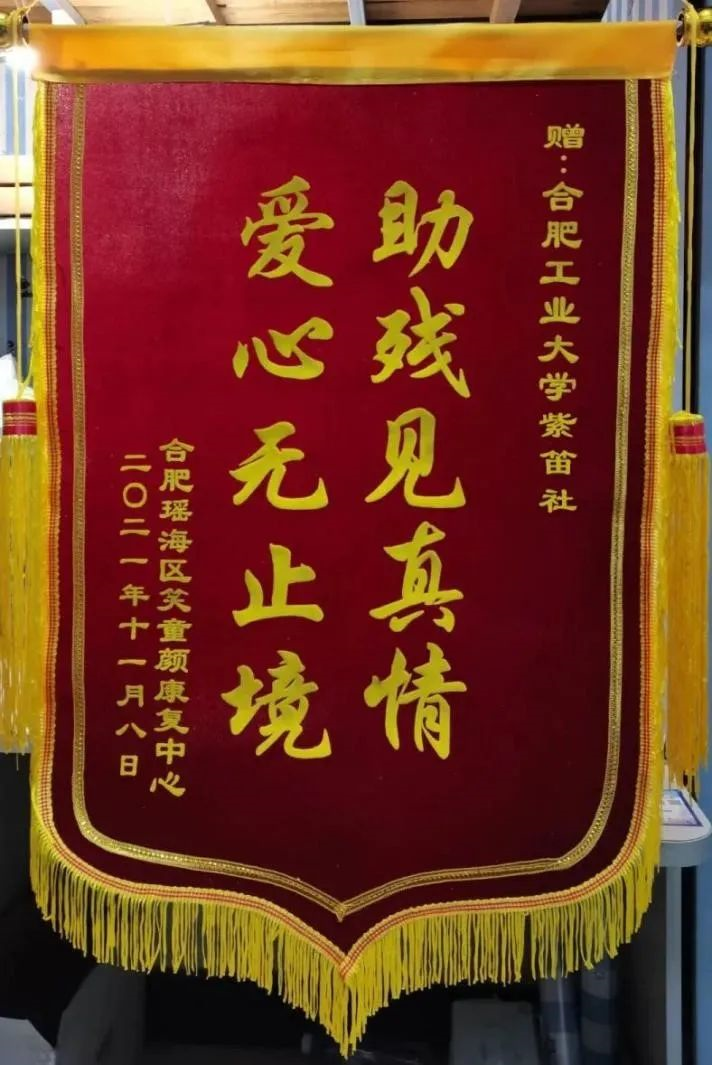 赠：合肥工业大学紫笛社
助残见真情
爱心无止境
合肥瑶海区笑童颜康复中心
二〇二一年十一月八日